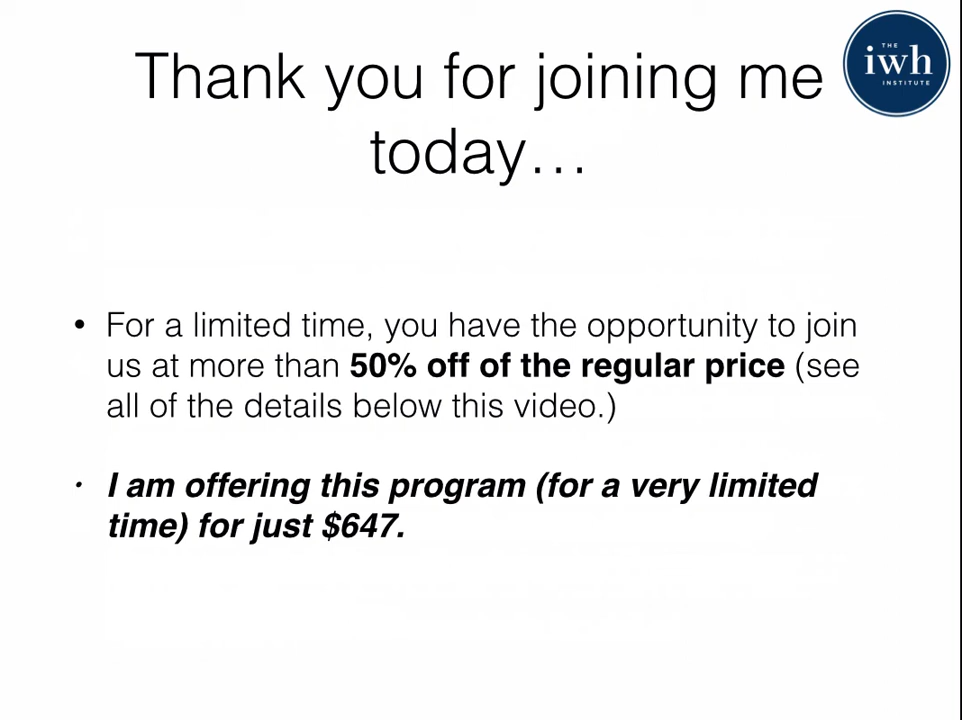 Thank you for joining me
today…
THE
iwh
INSTITUTE
• For a limited time, you have the opportunity to join
us at more than 50% off of the regular price (see
all of the details below this video.)
• I am offering this program (for a very limited
time) for just $647.